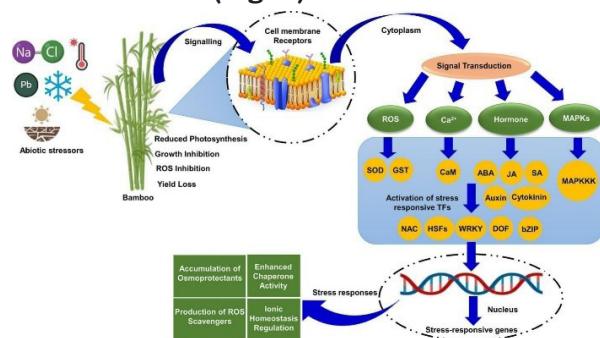 Na
Cl
Pb
Abiotic stressors
Bamboo
Signalling
Reduced Photosynthesis
Growth Inhibition
ROS Inhibition
Yield Loss
Cell membrane
Receptors
Cytoplasm
Signal Transduction
ROS
Ca2+
Hormone
MAPKs
SOD
GST
CaM
ABA
JA
SA
MAPKKK
Auxin
Cytokinin
Activation of stress
responsive TFs
NAC
HSFs
WRKY
DOF
bZIP
Nucleus
Stress-responsive genes
Stress responses
Accumulation of
Osmoprotectants
Enhanced
Chaperone
Activity
Production of ROS
Scavengers
Ionic
Homeostasis
Regulation